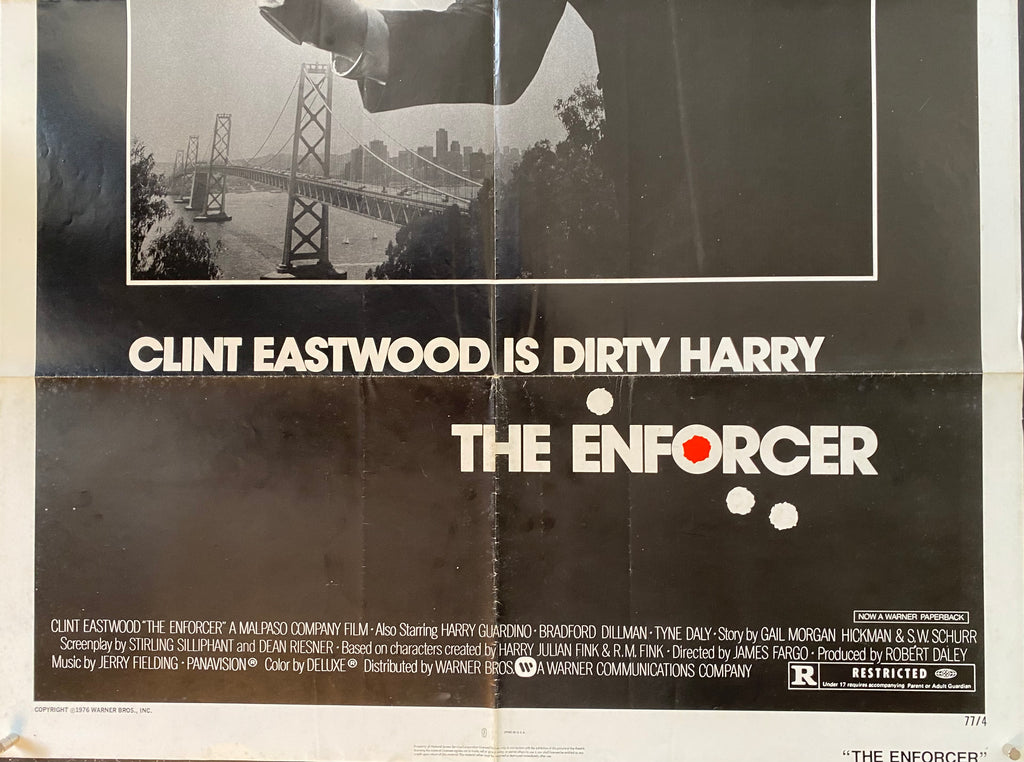 CLINT EASTWOOD IS DIRTY HARRY
THE ENFORCER
NOW A WARNER PAPERBACK
CLINT EASTWOOD "THE ENFORCER" A MALPASO COMPANY FILM · Also Starring HARRY GUARDINO · BRADFORD DILLMAN · TYNE DALY · Story by GAIL MORGAN HICKMAN & S.W. SCHURR
Screenplay by STIRLING SILLIPHANT and DEAN RIESNER · Based on characters created by HARRY JULIAN FINK & R.M. FINK · Directed by JAMES FARGO · Produced by ROBERT DALEY
Music by JERRY FIELDING · PANAVISION® Color by DELUXE® Distributed by WARNER BROS. W A WARNER COMMUNICATIONS COMPANY
R RESTRICTED
Under 17 requires accompanying Parent or Adult Guardian
COPYRIGHT ©1976 WARNER BROS., INC.
77/4
"THE ENFORCER"